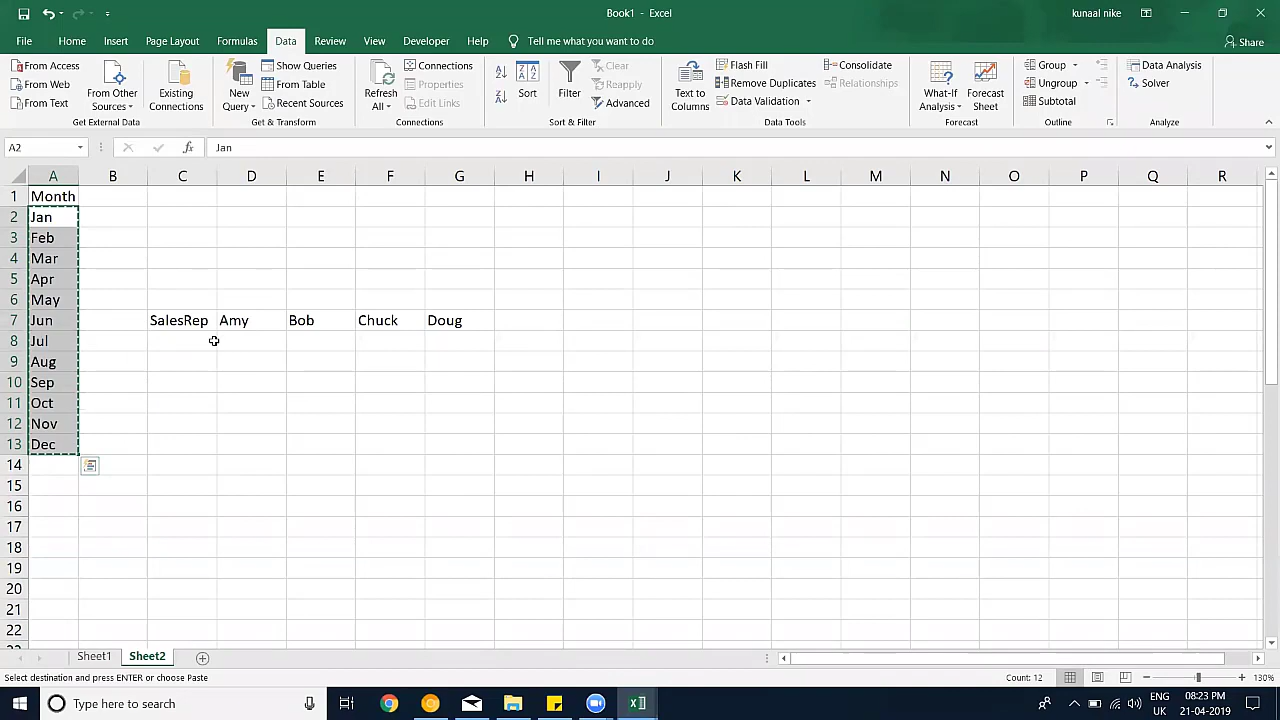 Book1 - Excel
kunaal nike
File Home Insert Page Layout Formulas Data Review View Developer Help Tell me what you want to do Share
From Access
From Web
From Text
From Other Sources
Existing Connections
Get External Data
New Query
Show Queries
From Table
Recent Sources
Get & Transform
Refresh All
Connections
Properties
Edit Links
Connections
Sort
Filter
Clear
Reapply
Advanced
Sort & Filter
Text to Columns
Flash Fill
Remove Duplicates
Data Validation
Consolidate
Relationships
Data Tools
What-If Analysis
Forecast Sheet
Forecast
Group
Ungroup
Subtotal
Outline
Data Analysis
Solver
Analyze
A2 fx Jan
A B C D E F G H I J K L M N O P Q R
1 Month
2 Jan
3 Feb
4 Mar
5 Apr
6 May
7 Jun SalesRep Amy Bob Chuck Doug
8 Jul
9 Aug
10 Sep
11 Oct
12 Nov
13 Dec
14
15
16
17
18
19
20
21
22
Sheet1 Sheet2
Select destination and press ENTER or choose Paste Count: 12 130%
Type here to search
ENG
UK
08:23 PM
21-04-2019